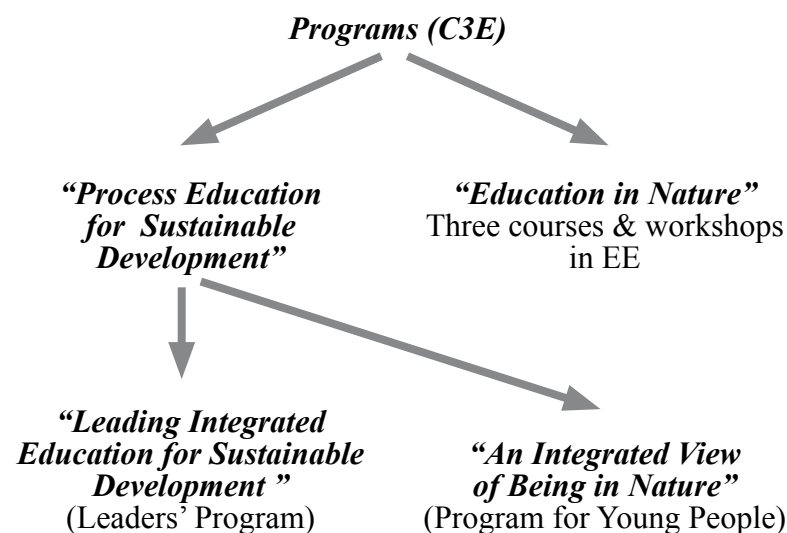 Programs (C3E)
“Process Education
for Sustainable
Development”
“Education in Nature”
Three courses & workshops
in EE
“Leading Integrated
Education for Sustainable
Development ”
(Leaders’ Program)
“An Integrated View
of Being in Nature”
(Program for Young People)